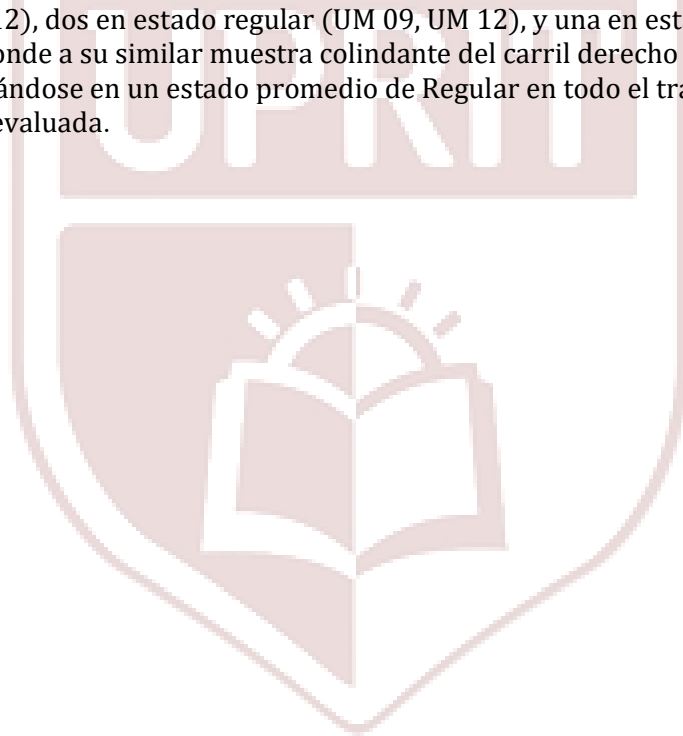 12), dos en estado regular (UM 09, UM 12), y una en est
onde a su similar muestra colindante del carril derecho
ándose en un estado promedio de Regular en todo el tra
evaluada.
UPRIT